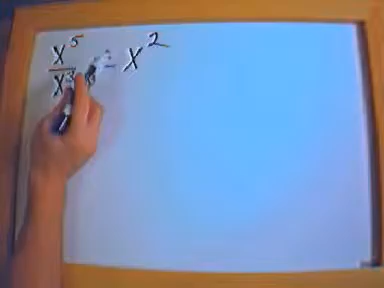 x⁵/x³ = x²